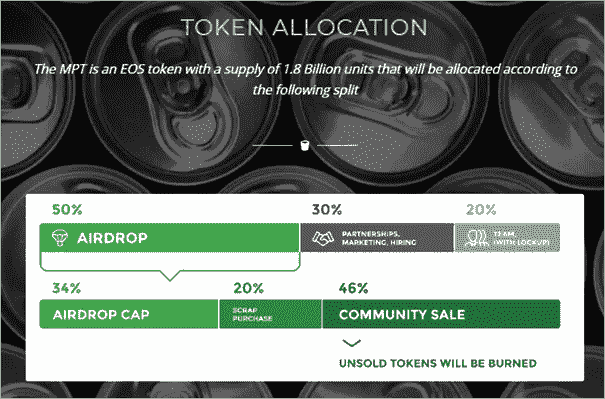 TOKEN ALLOCATION
The MPT is an EOS token with a supply of 1.8 Billion units that will be allocated according to
the following split
50%
30%
20%
AIRDROP
PARTNERSHIPS,
MARKETING, HIRING
TEAM
(WITH LOCKUP)
34%
20%
46%
AIRDROP CAP
SCRAP
PURCHASE
COMMUNITY SALE
UNSOLD TOKENS WILL BE BURNED